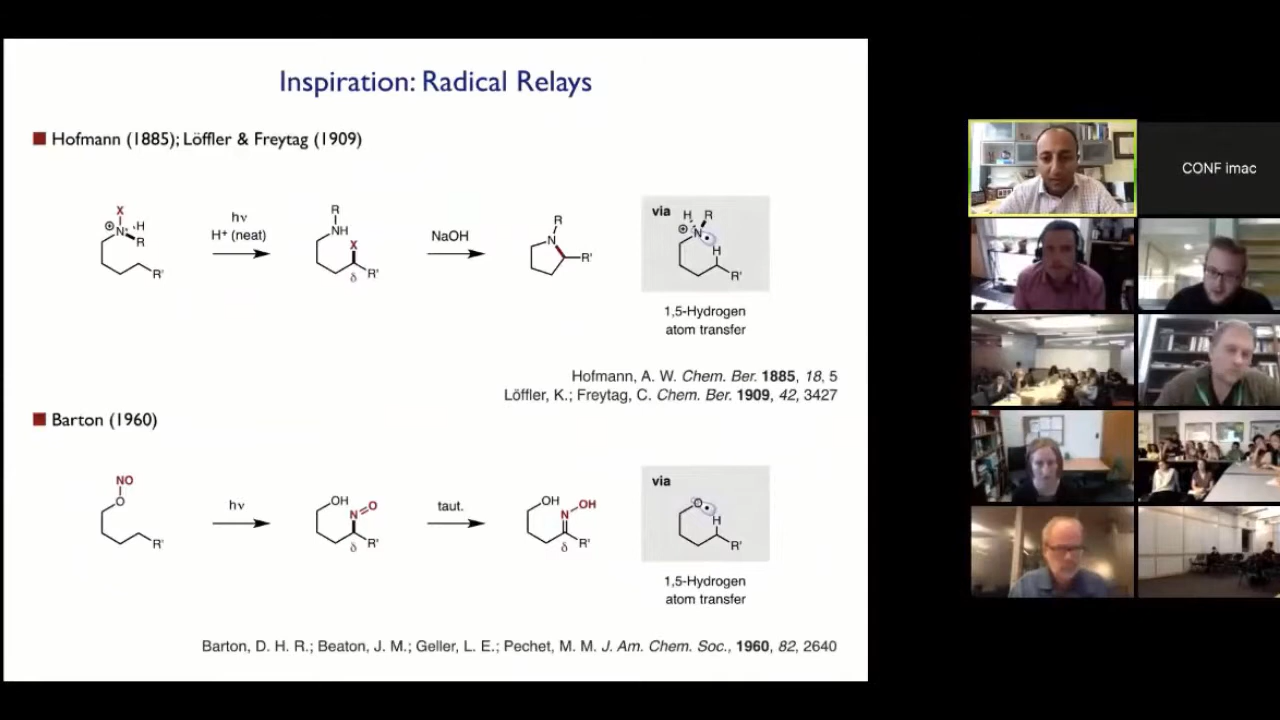 Inspiration: Radical Relays
Hofmann (1885); Löffler & Freytag (1909)
X
⊕ N H
R
R'
hν
H⁺ (neat)
R
NH
X
R'
δ
NaOH
R
N
R'
via
H R
⊕ N
H
R'
1,5-Hydrogen
atom transfer
Hofmann, A. W. Chem. Ber. 1885, 18, 5
Löffler, K.; Freytag, C. Chem. Ber. 1909, 42, 3427
Barton (1960)
NO
O
R'
hν
OH
N O
R'
δ
taut.
OH
N OH
R'
δ
via
O
H
R'
1,5-Hydrogen
atom transfer
Barton, D. H. R.; Beaton, J. M.; Geller, L. E.; Pechet, M. M. J. Am. Chem. Soc., 1960, 82, 2640
CONF imac